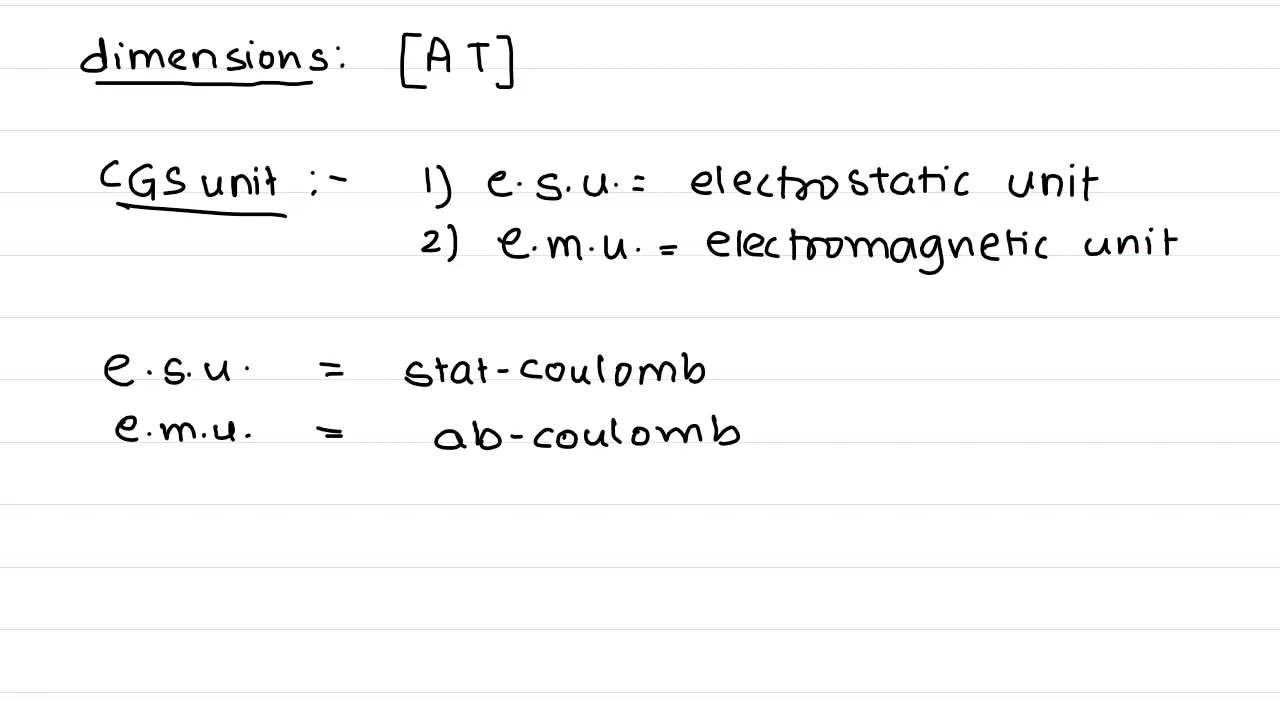 dimensions: [A T]
CGS unit :- 1) e.s.u. = electrostatic unit
2) e.m.u. = electromagnetic unit
e.s.u. = stat-coulomb
e.m.u. = ab-coulomb